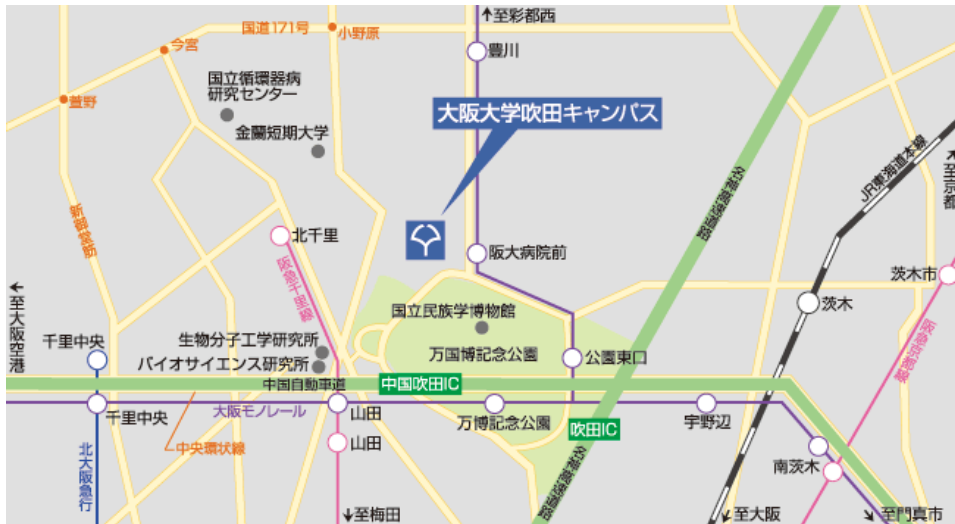 ↑至彩都西
国道171号
小野原
今宮
豊川
国立循環器病
研究センター
萱野
大阪大学吹田キャンパス
金蘭短期大学
名神高速道路
JR東海道本線
至京都
新御堂筋
北千里
阪大病院前
茨木市
阪急千里線
←至大阪空港
茨木
国立民族学博物館
阪急京都線
生物分子工学研究所
千里中央
万国博記念公園
公園東口
バイオサイエンス研究所
中国自動車道
中国吹田IC
千里中央
大阪モノレール
山田
万博記念公園
吹田IC
宇野辺
中央環状線
山田
南茨木
北大阪急行
名神高速道路
↓至梅田
↙至大阪
↘至門真市